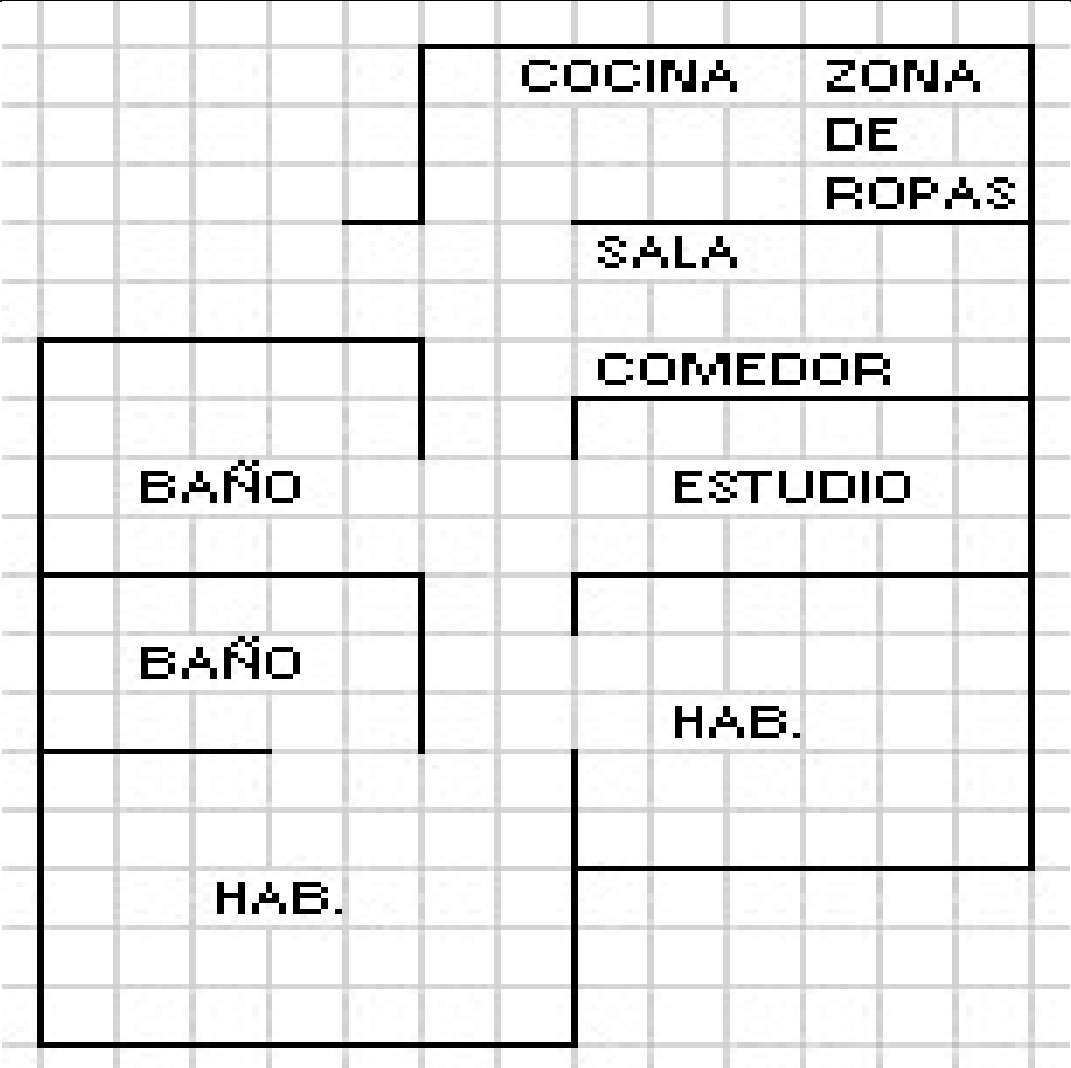 COCINA
ZONA
DE
ROPAS
SALA
COMEDOR
BAÑO
ESTUDIO
BAÑO
HAB.
HAB.